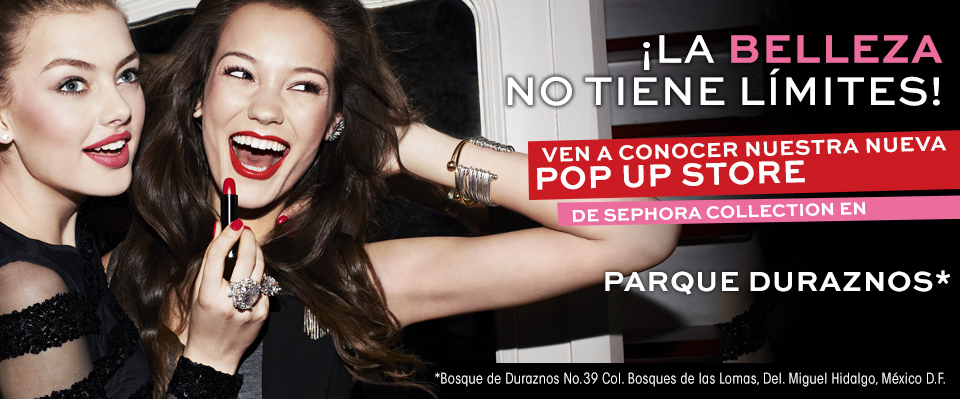 ¡LA BELLEZA
NO TIENE LÍMITES!
VEN A CONOCER NUESTRA NUEVA
POP UP STORE
DE SEPHORA COLLECTION EN
PARQUE DURAZNOS*
*Bosque de Duraznos No.39 Col. Bosques de las Lomas, Del. Miguel Hidalgo, México D.F.